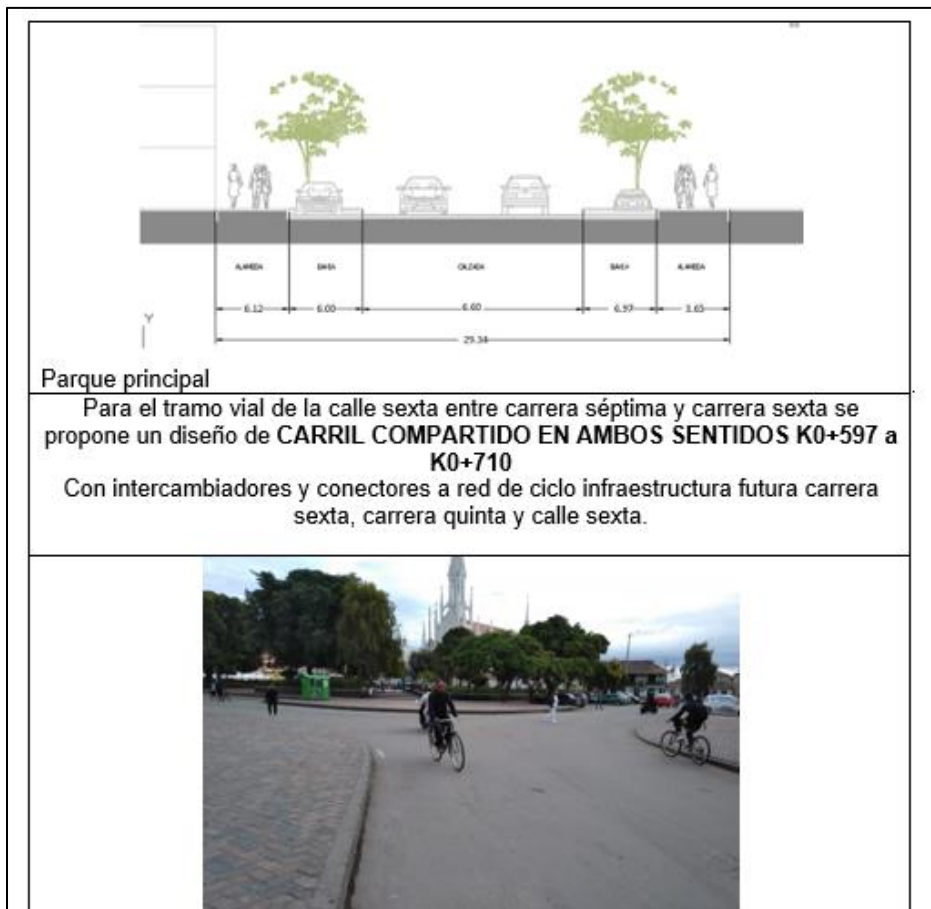 ALAMEDA BAHIA CALZADA BAHIA ALAMEDA
6.12 6.00 6.60 6.97 3.65
29.34
Y
Parque principal
Para el tramo vial de la calle sexta entre carrera séptima y carrera sexta se
propone un diseño de CARRIL COMPARTIDO EN AMBOS SENTIDOS K0+597 a
K0+710
Con intercambiadores y conectores a red de ciclo infraestructura futura carrera
sexta, carrera quinta y calle sexta.